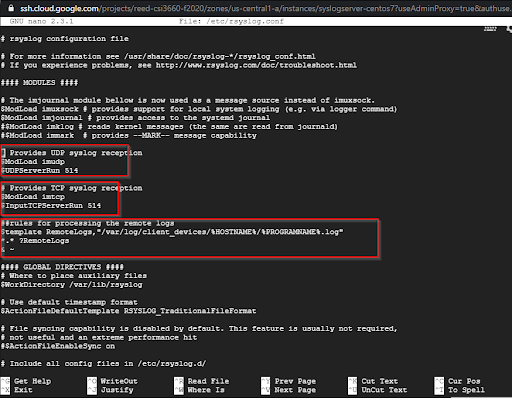 ssh.cloud.google.com/projects/reed-csi3660-f2020/zones/us-central1-a/instances/syslogserver-centos7?useAdminProxy=true&authuse
GNU nano 2.3.1 File: /etc/rsyslog.conf
# rsyslog configuration file
# For more information see /usr/share/doc/rsyslog-*/rsyslog_conf.html
# If you experience problems, see http://www.rsyslog.com/doc/troubleshoot.html
#### MODULES ####
# The imjournal module bellow is now used as a message source instead of imuxsock.
$ModLoad imuxsock # provides support for local system logging (e.g. via logger command)
$ModLoad imjournal # provides access to the systemd journal
#$ModLoad imklog # reads kernel messages (the same are read from journald)
#$ModLoad immark # provides --MARK-- message capability
# Provides UDP syslog reception
$ModLoad imudp
$UDPServerRun 514
# Provides TCP syslog reception
$ModLoad imtcp
$InputTCPServerRun 514
##rules for processing the remote logs
$template RemoteLogs,"/var/log/client_devices/%HOSTNAME%/%PROGRAMNAME%.log"
*.* ?RemoteLogs
& ~
#### GLOBAL DIRECTIVES ####
# Where to place auxiliary files
$WorkDirectory /var/lib/rsyslog
# Use default timestamp format
$ActionFileDefaultTemplate RSYSLOG_TraditionalFileFormat
# File syncing capability is disabled by default. This feature is usually not required,
# not useful and an extreme performance hit
#$ActionFileEnableSync on
# Include all config files in /etc/rsyslog.d/
^G Get Help ^O WriteOut ^R Read File ^Y Prev Page ^K Cut Text ^C Cur Pos
^X Exit ^J Justify ^W Where Is ^V Next Page ^U UnCut Text ^T To Spell